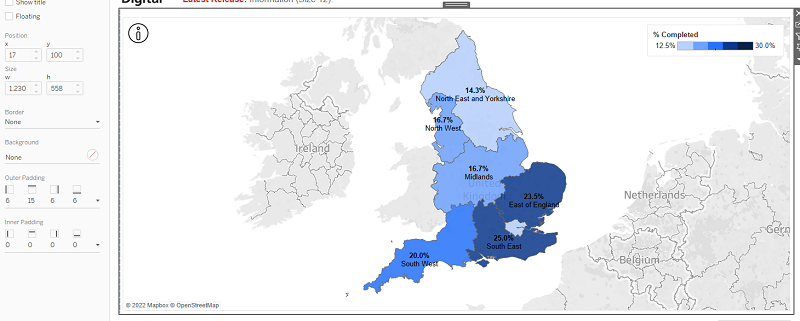 Show title
Floating
Position
x y
17 100
Size
w h
1,230 558
Border
None
Background
None
Outer Padding
6 15 6 6
Inner Padding
0 0 0 0
Digital
Latest Release: Information (Size 12).
i
% Completed
12.5% 30.0%
14.3%
North East and Yorkshire
16.7%
North West
Ireland
16.7%
Midlands
United
Kingdom
23.5%
East of England
25.0%
South East
20.0%
South West
Netherlands
Belgium
Gern
© 2022 Mapbox © OpenStreetMap